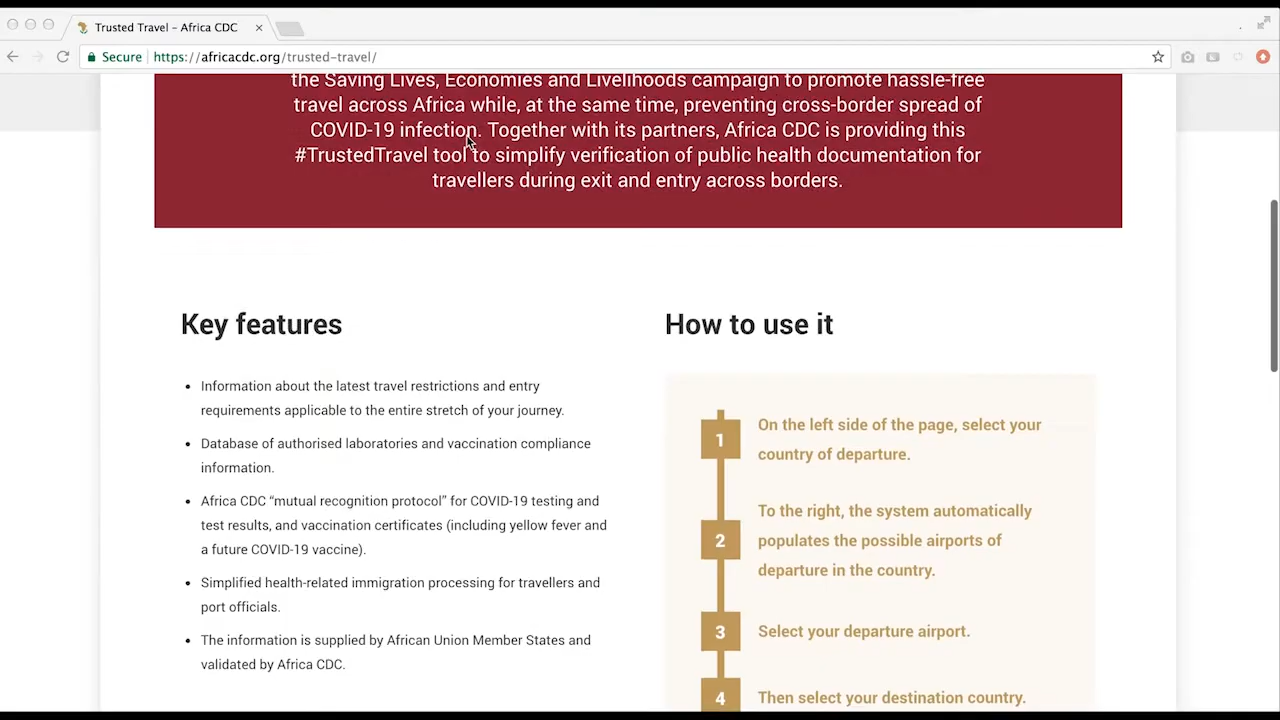 Trusted Travel – Africa CDC
Secure https://africacdc.org/trusted-travel/
the Saving Lives, Economies and Livelihoods campaign to promote hassle-free
travel across Africa while, at the same time, preventing cross-border spread of
COVID-19 infection. Together with its partners, Africa CDC is providing this
#TrustedTravel tool to simplify verification of public health documentation for
travellers during exit and entry across borders.
Key features
Information about the latest travel restrictions and entry
requirements applicable to the entire stretch of your journey.
Database of authorised laboratories and vaccination compliance
information.
Africa CDC “mutual recognition protocol” for COVID-19 testing and
test results, and vaccination certificates (including yellow fever and
a future COVID-19 vaccine).
Simplified health-related immigration processing for travellers and
port officials.
The information is supplied by African Union Member States and
validated by Africa CDC.
How to use it
1
On the left side of the page, select your
country of departure.
2
To the right, the system automatically
populates the possible airports of
departure in the country.
3
Select your departure airport.
4
Then select your destination country.